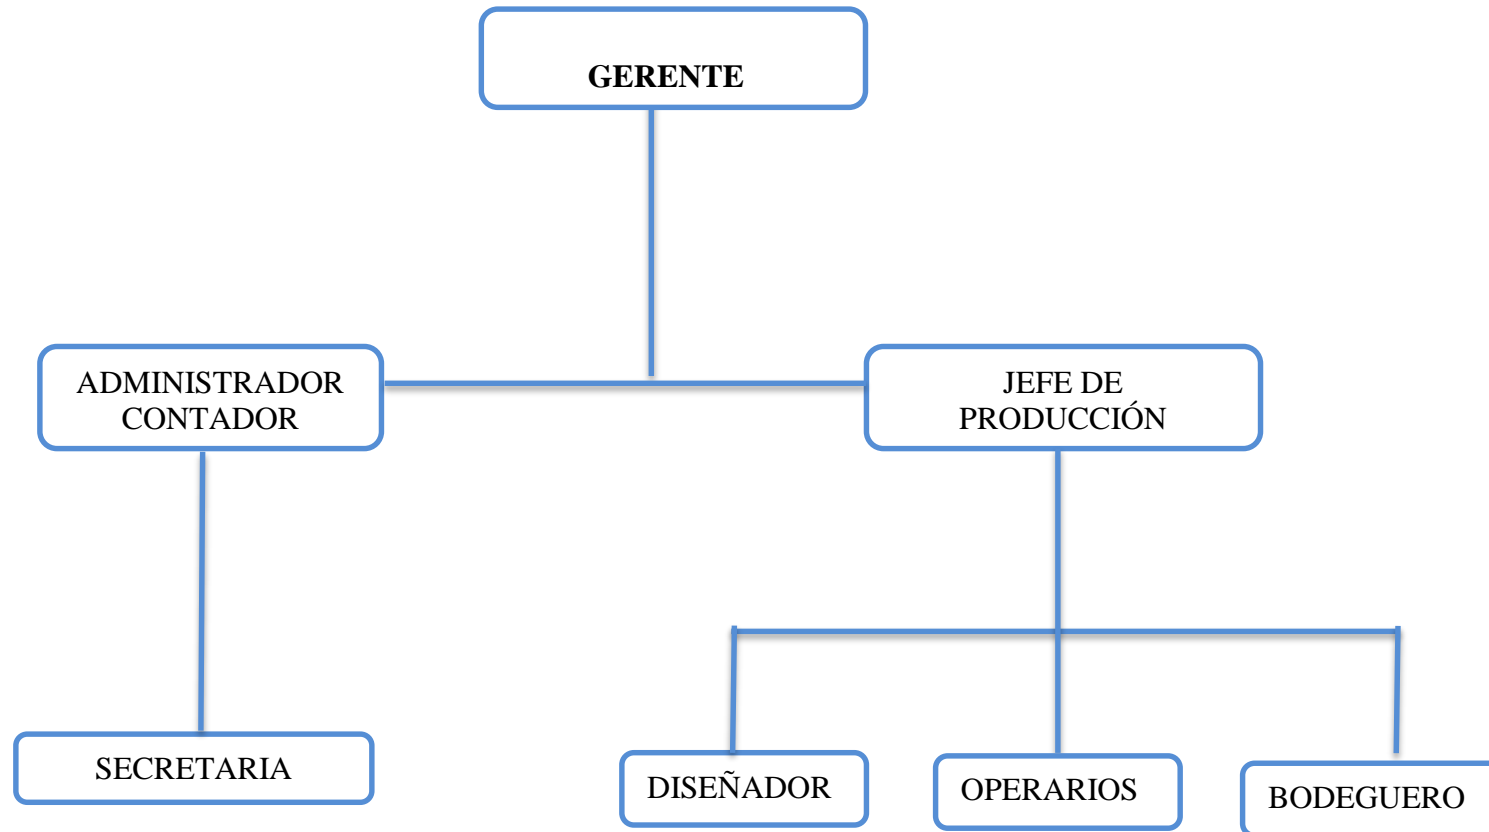 GERENTE
ADMINISTRADOR
CONTADOR
JEFE DE
PRODUCCIÓN
SECRETARIA
DISEÑADOR
OPERARIOS
BODEGUERO